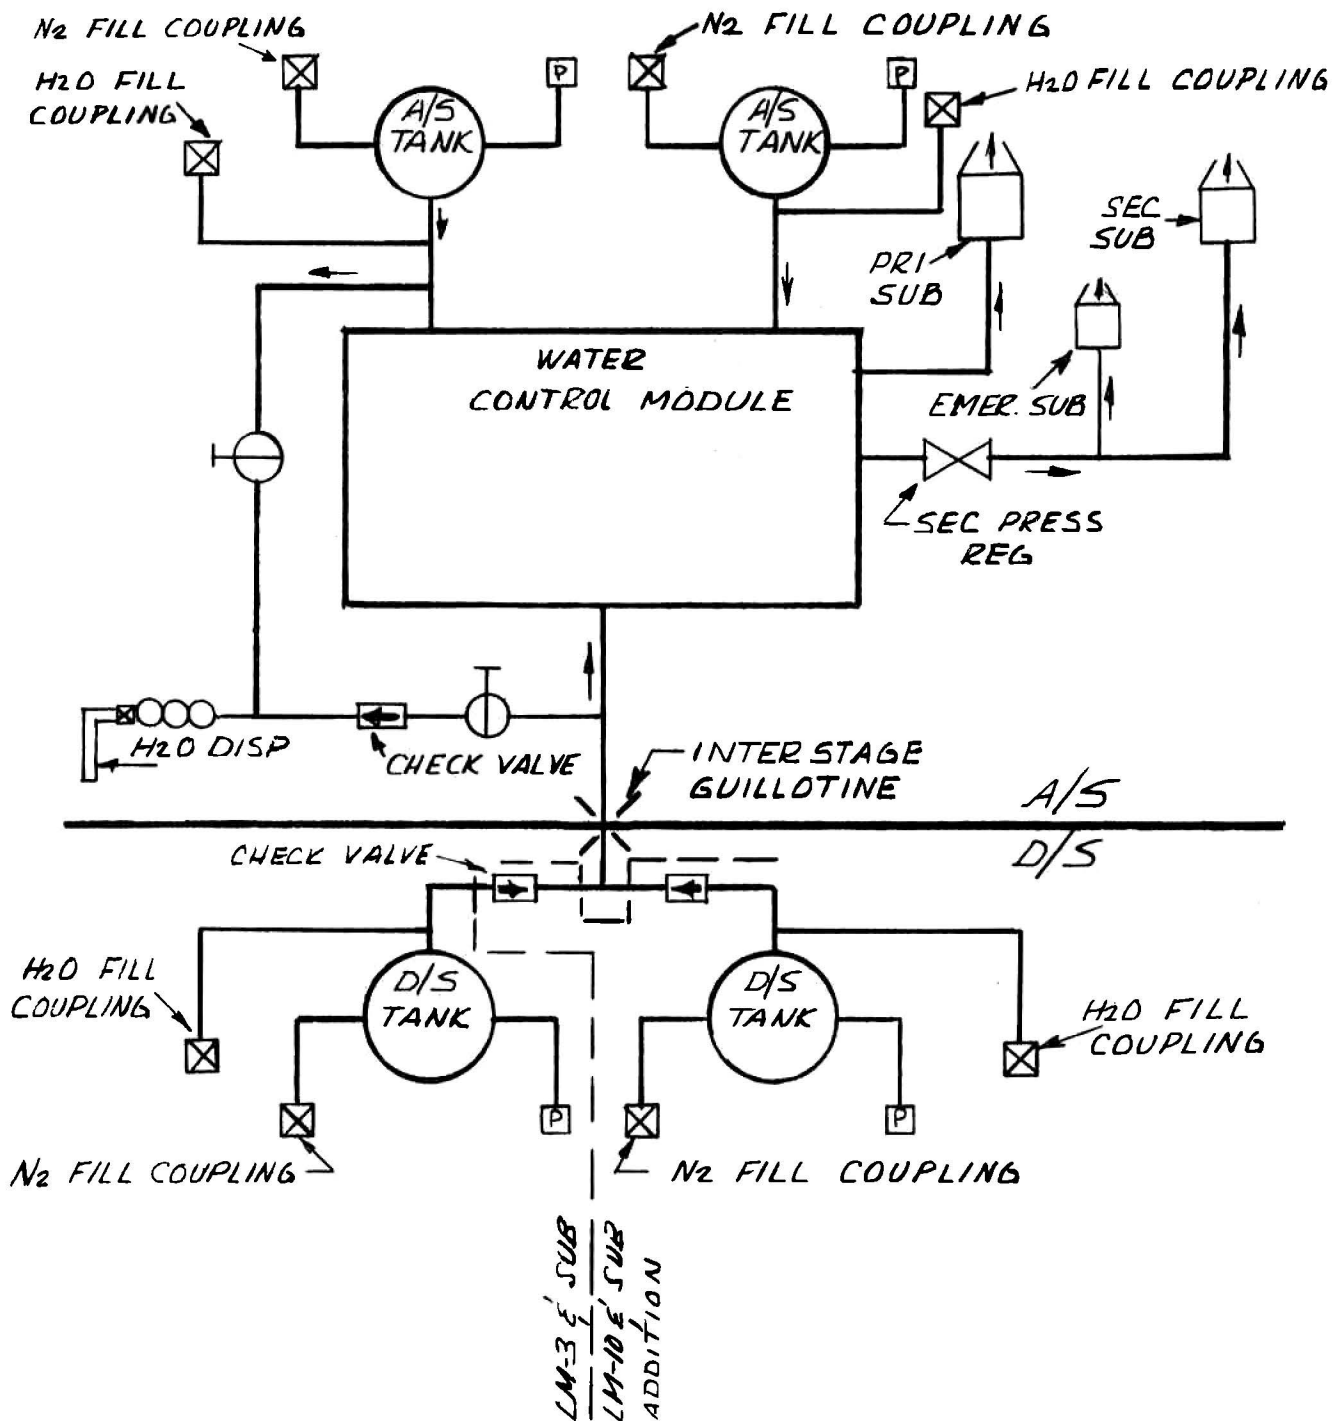 N2 FILL COUPLING
H2O FILL
COUPLING
A/S
TANK
P
N2 FILL COUPLING
A/S
TANK
P
H2O FILL COUPLING
PRI
SUB
SEC
SUB
EMER. SUB
WATER
CONTROL MODULE
SEC PRESS
REG
H2O DISP
CHECK VALVE
INTERSTAGE
GUILLOTINE
A/S
D/S
CHECK VALVE
H2O FILL
COUPLING
D/S
TANK
P
N2 FILL COUPLING
D/S
TANK
P
H2O FILL
COUPLING
N2 FILL COUPLING
LM-3 & SUB
LM-10 & SUB
ADDITION